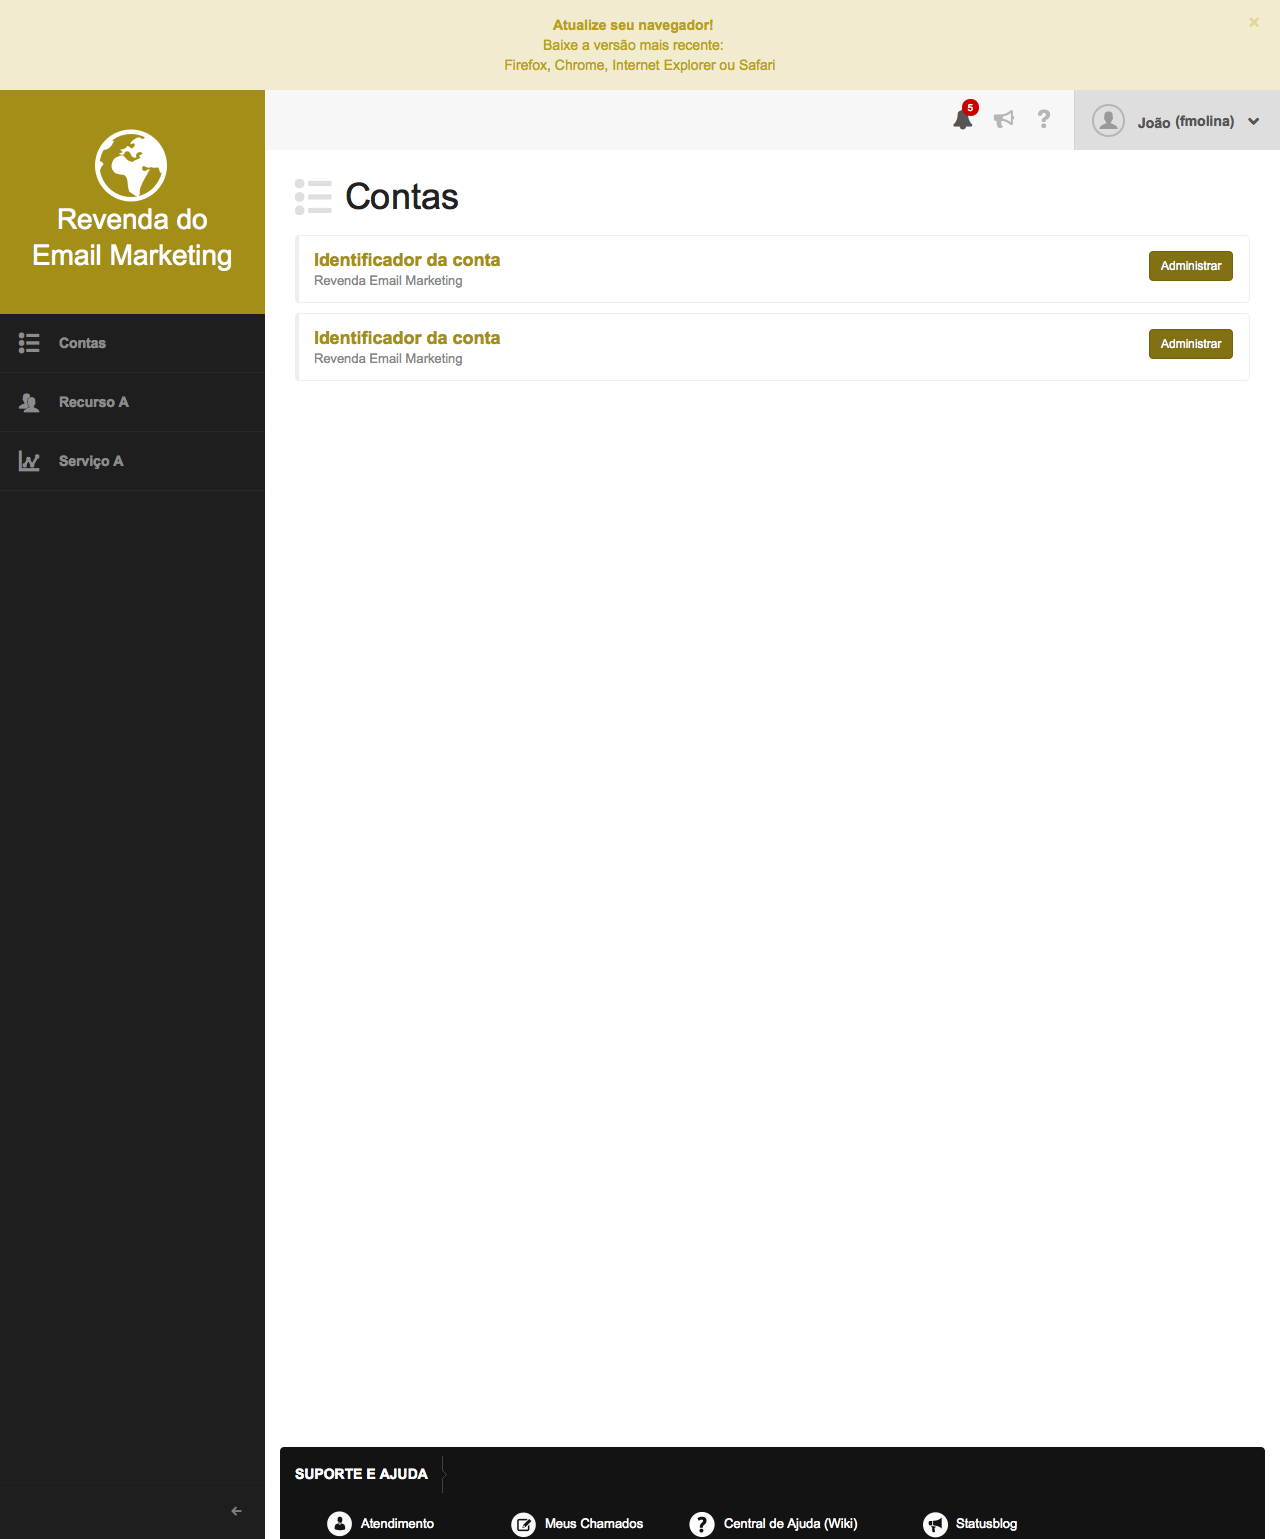 Atualize seu navegador!
×
Baixe a versão mais recente:
Firefox, Chrome, Internet Explorer ou Safari
5
?
João (fmolina)
Revenda do
Email Marketing
Contas
Recurso A
Serviço A
Contas
Identificador da conta
Revenda Email Marketing
Administrar
Identificador da conta
Revenda Email Marketing
Administrar
SUPORTE E AJUDA
Atendimento
Meus Chamados
? Central de Ajuda (Wiki)
Statusblog